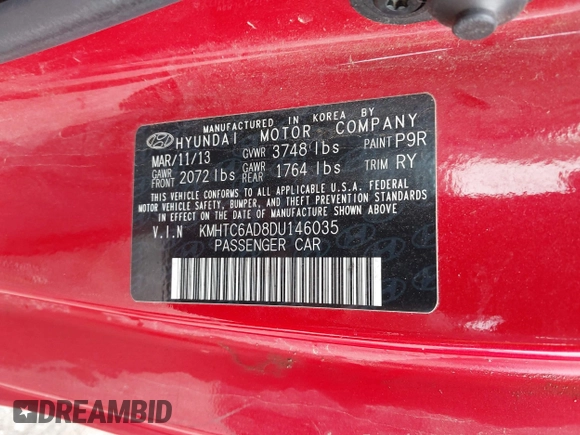 MANUFACTURED IN KOREA BY
HYUNDAI MOTOR COMPANY
MAR/11/13 GVWR 3748 lbs PAINT P9R
GAWR FRONT 2072 lbs GAWR REAR 1764 lbs TRIM RY
THIS VEHICLE CONFORMS TO ALL APPLICABLE U.S.A. FEDERAL
MOTOR VEHICLE SAFETY, BUMPER, AND THEFT PREVENTION STANDARDS
IN EFFECT ON THE DATE OF MANUFACTURE SHOWN ABOVE
V.I.N KMHTC6AD8DU146035
PASSENGER CAR
DREAMBID